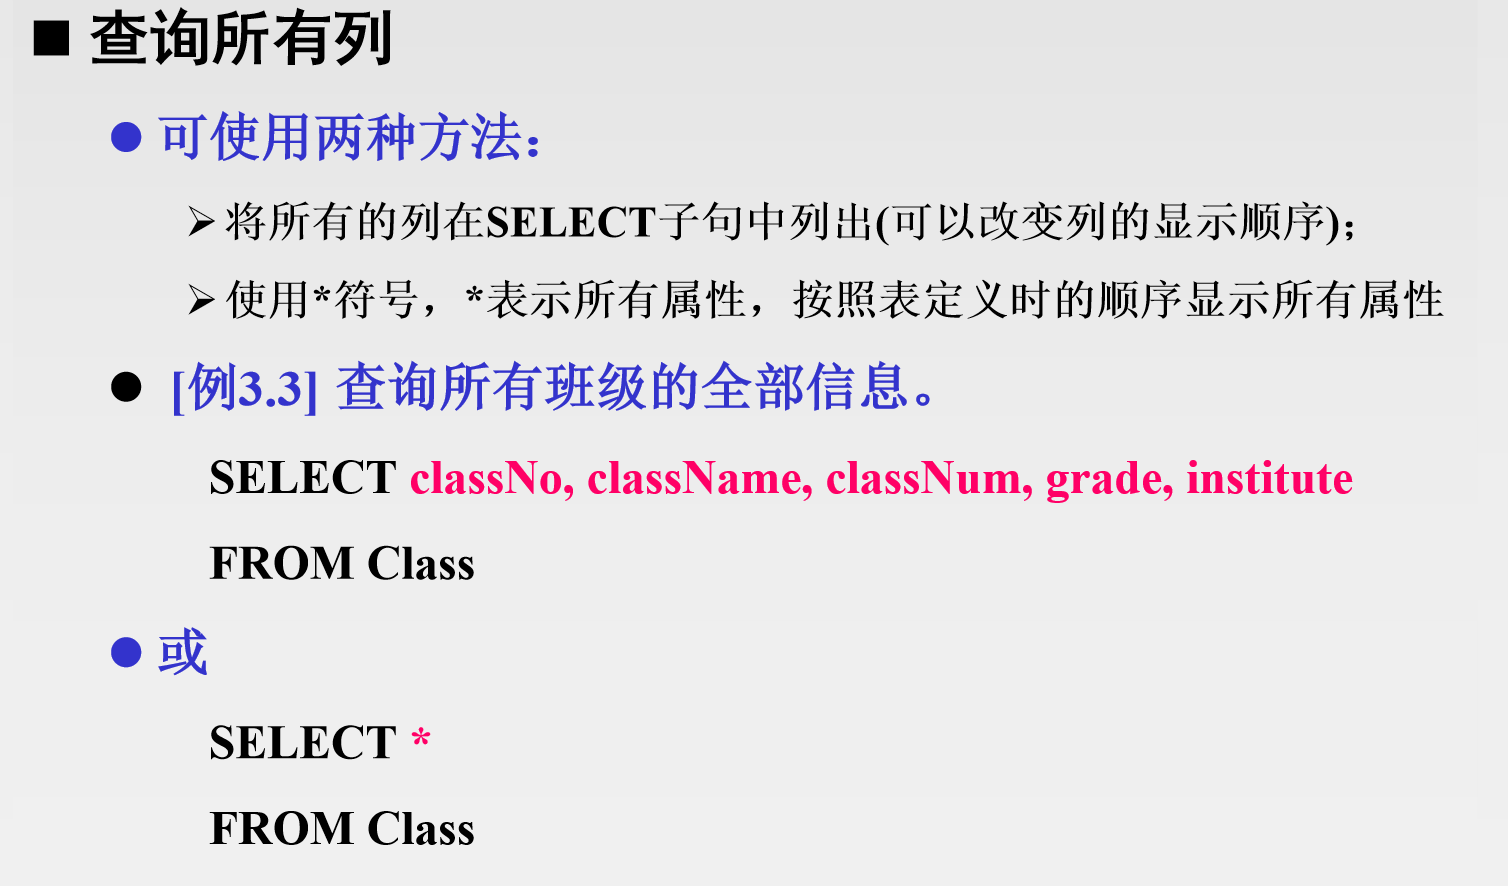 ■ 查询所有列
● 可使用两种方法：
➢ 将所有的列在SELECT子句中列出(可以改变列的显示顺序)；
➢ 使用*符号，*表示所有属性，按照表定义时的顺序显示所有属性
● [例3.3] 查询所有班级的全部信息。
SELECT classNo, className, classNum, grade, institute
FROM Class
● 或
SELECT *
FROM Class